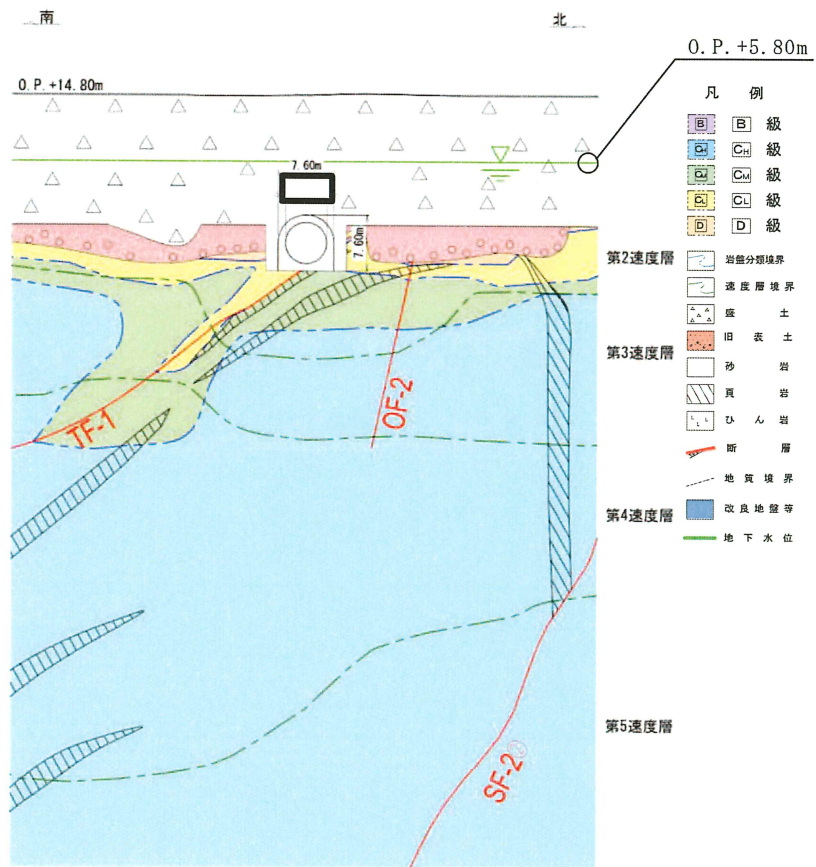 南
北
O.P.+5.80m
O.P.+14.80m
7.60m
7.60m
凡 例
B B 級
CH CH 級
CM CM 級
CL CL 級
D D 級
岩盤分類境界
速度層境界
盛土
旧表土
砂岩
頁岩
ひん岩
断層
地質境界
改良地盤等
地下水位
第2速度層
第3速度層
第4速度層
第5速度層
TF-1
OF-2
SF-2②